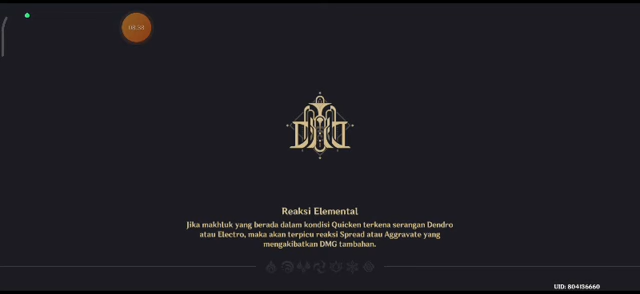 Reaksi Elemental
Jika makhluk yang berada dalam kondisi Quicken terkena serangan Dendro
atau Electro, maka akan terpicu reaksi Spread atau Aggravate yang
mengakibatkan DMG tambahan.
UID: 804136660